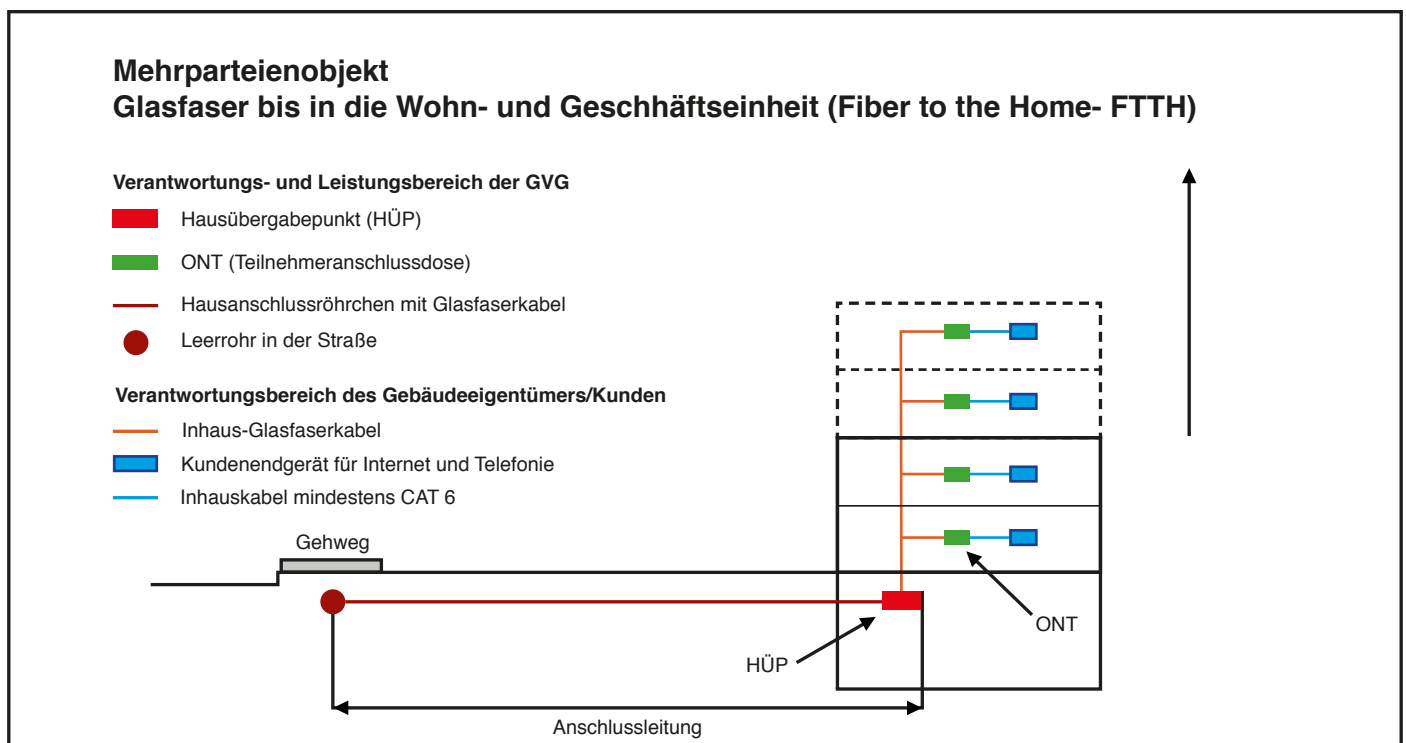 Mehrparteienobjekt
Glasfaser bis in die Wohn- und Geschhäftseinheit (Fiber to the Home- FTTH)
Verantwortungs- und Leistungsbereich der GVG
Hausübergabepunkt (HÜP)
ONT (Teilnehmeranschlussdose)
Hausanschlussröhrchen mit Glasfaserkabel
Leerrohr in der Straße
Verantwortungsbereich des Gebäudeeigentümers/Kunden
Inhaus-Glasfaserkabel
Kundenendgerät für Internet und Telefonie
Inhauskabel mindestens CAT 6
Gehweg
ONT
HÜP
Anschlussleitung